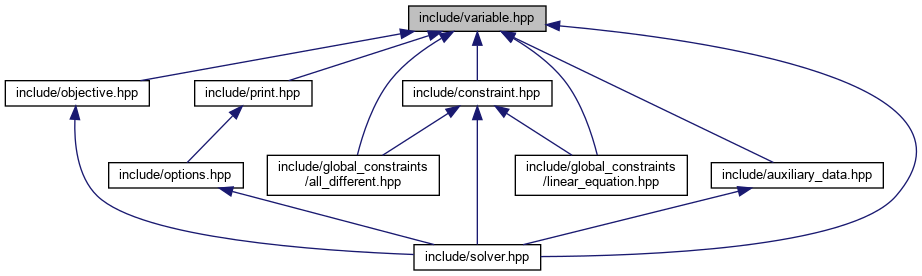 include/variable.hpp
include/objective.hpp
include/print.hpp
include/constraint.hpp
include/options.hpp
include/global_constraints
/all_different.hpp
include/global_constraints
/linear_equation.hpp
include/auxiliary_data.hpp
include/solver.hpp